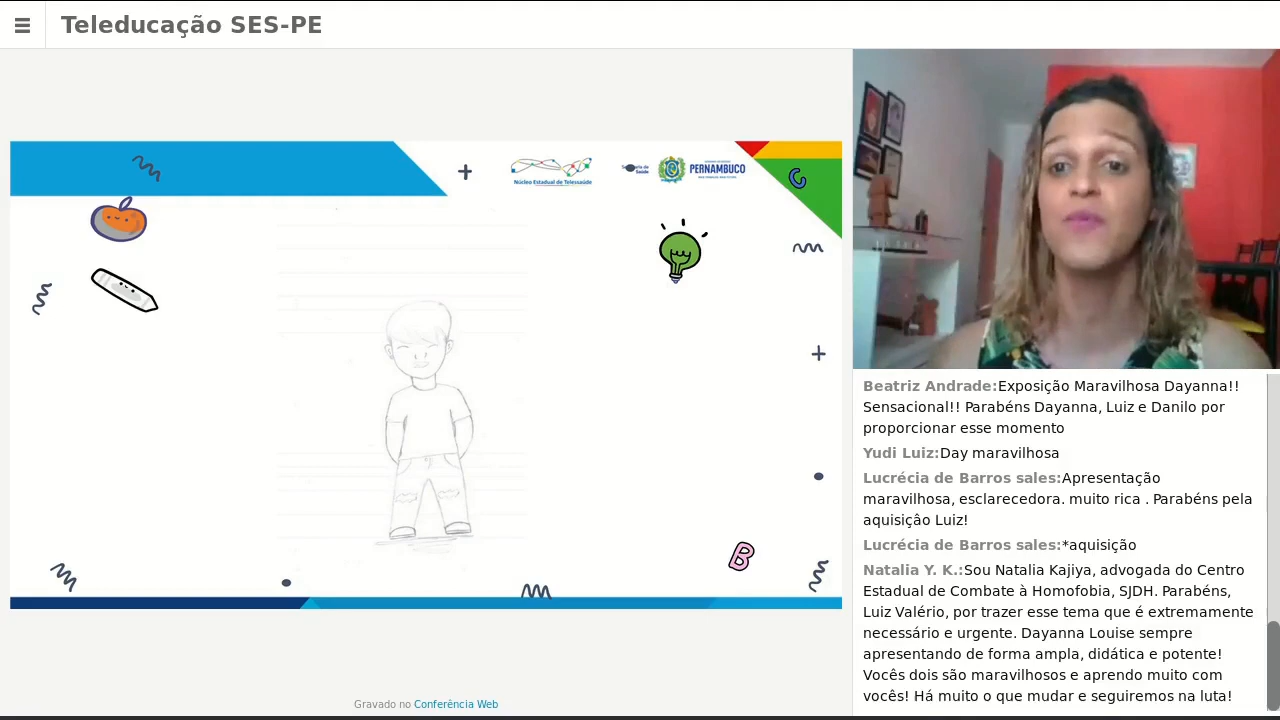 Teleducação SES-PE
Núcleo Estadual de Telessaúde
Saúde
PERNAMBUCO
B
Beatriz Andrade:Exposição Maravilhosa Dayanna!!
Sensacional!! Parabéns Dayanna, Luiz e Danilo por
proporcionar esse momento
Yudi Luiz:Day maravilhosa
Lucrécia de Barros sales:Apresentação
maravilhosa, esclarecedora. muito rica . Parabéns pela
aquisiçâo Luiz!
Lucrécia de Barros sales:*aquisição
Natalia Y. K.:Sou Natalia Kajiya, advogada do Centro
Estadual de Combate à Homofobia, SJDH. Parabéns,
Luiz Valério, por trazer esse tema que é extremamente
necessário e urgente. Dayanna Louise sempre
apresentando de forma ampla, didática e potente!
Vocês dois são maravilhosos e aprendo muito com
vocês! Há muito o que mudar e seguiremos na luta!
Gravado no Conferência Web